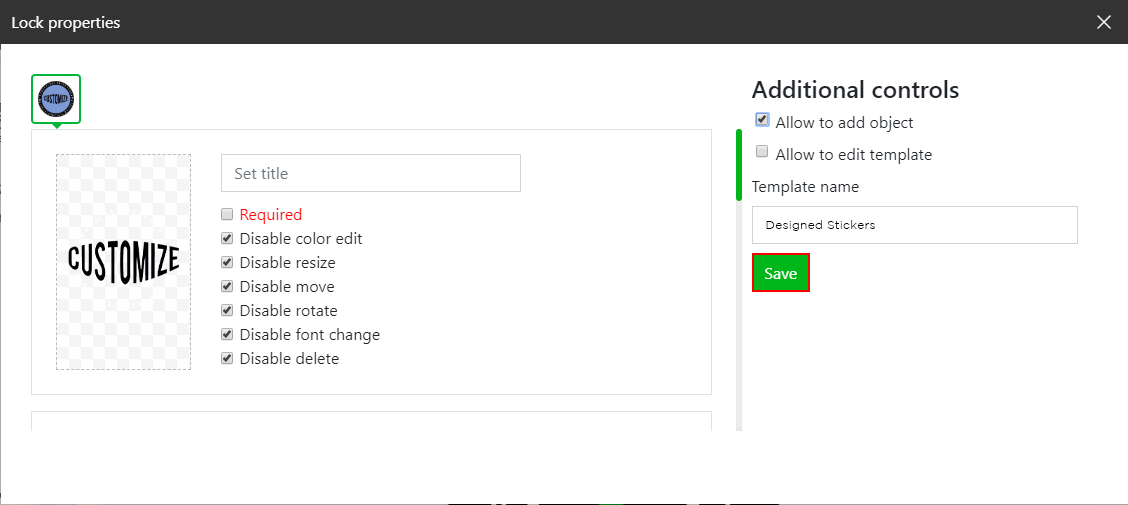 Lock properties
CUSTOMIZE
CUSTOMIZE
Set title
Required
Disable color edit
Disable resize
Disable move
Disable rotate
Disable font change
Disable delete
Additional controls
Allow to add object
Allow to edit template
Template name
Designed Stickers
Save